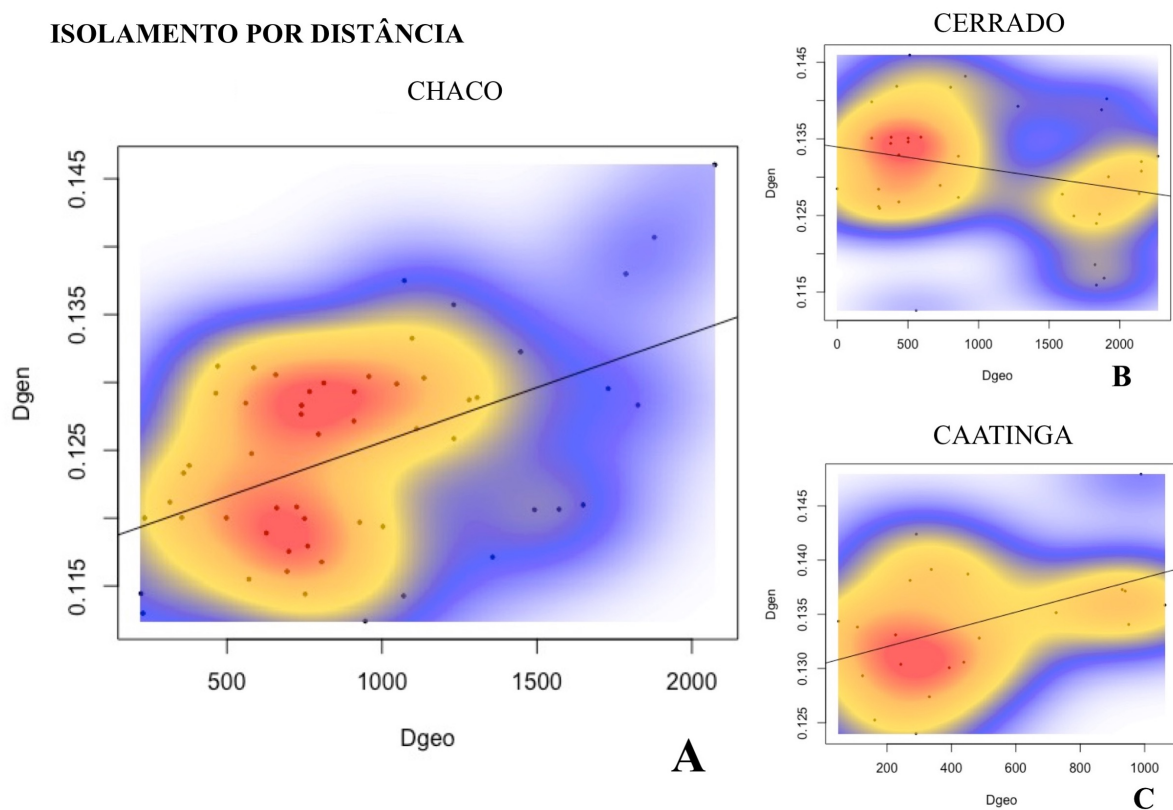 ISOLAMENTO POR DISTÂNCIA
CHACO
0.145
0.135
0.125
0.115
Dgen
500 1000 1500 2000
Dgeo
A
CERRADO
0.145
0.135
0.125
0.115
Dgen
0 500 1000 1500 2000
Dgeo
B
CAATINGA
0.145
0.140
0.135
0.130
0.125
Dgen
200 400 600 800 1000
Dgeo
C